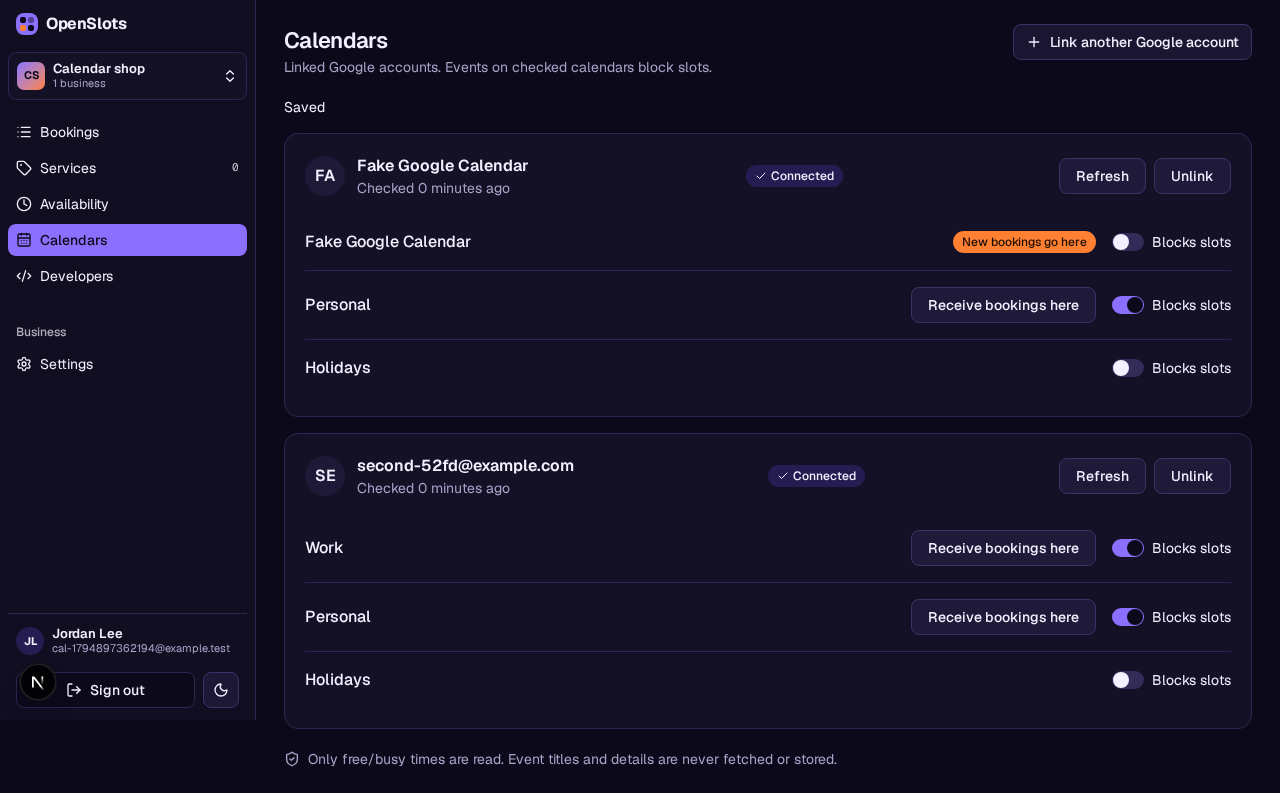 OpenSlots
CS
Calendar shop
1 business
Bookings
Services 0
Availability
Calendars
Developers
Business
Settings
JL
Jordan Lee
cal-1794897362194@example.test
N
Sign out
Calendars
Linked Google accounts. Events on checked calendars block slots.
Link another Google account
Saved
FA
Fake Google Calendar
Checked 0 minutes ago
Connected
Refresh
Unlink
Fake Google Calendar New bookings go here Blocks slots
Personal Receive bookings here Blocks slots
Holidays Blocks slots
SE
second-52fd@example.com
Checked 0 minutes ago
Connected
Refresh
Unlink
Work Receive bookings here Blocks slots
Personal Receive bookings here Blocks slots
Holidays Blocks slots
Only free/busy times are read. Event titles and details are never fetched or stored.